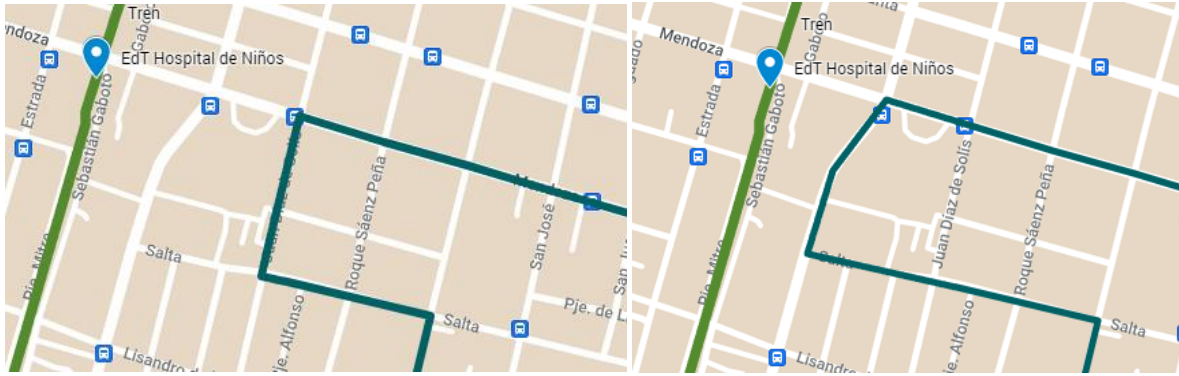 Tren
EdT Hospital de Niños
Estrada
Sebastián Gaboto
Gaboto
Roque Sáenz Peña
San José
Salta
Salta
Pje. Mitre
Pje. Alfonso
Pje. de L
Lisandro d
Tren
Mendoza
EdT Hospital de Niños
Estrada
Sebastián Gaboto
Gaboto
Juan Díaz de Solís
Roque Sáenz Peña
Salta
Salta
Pje. Mitre
Pje. Alfonso
Lisandro